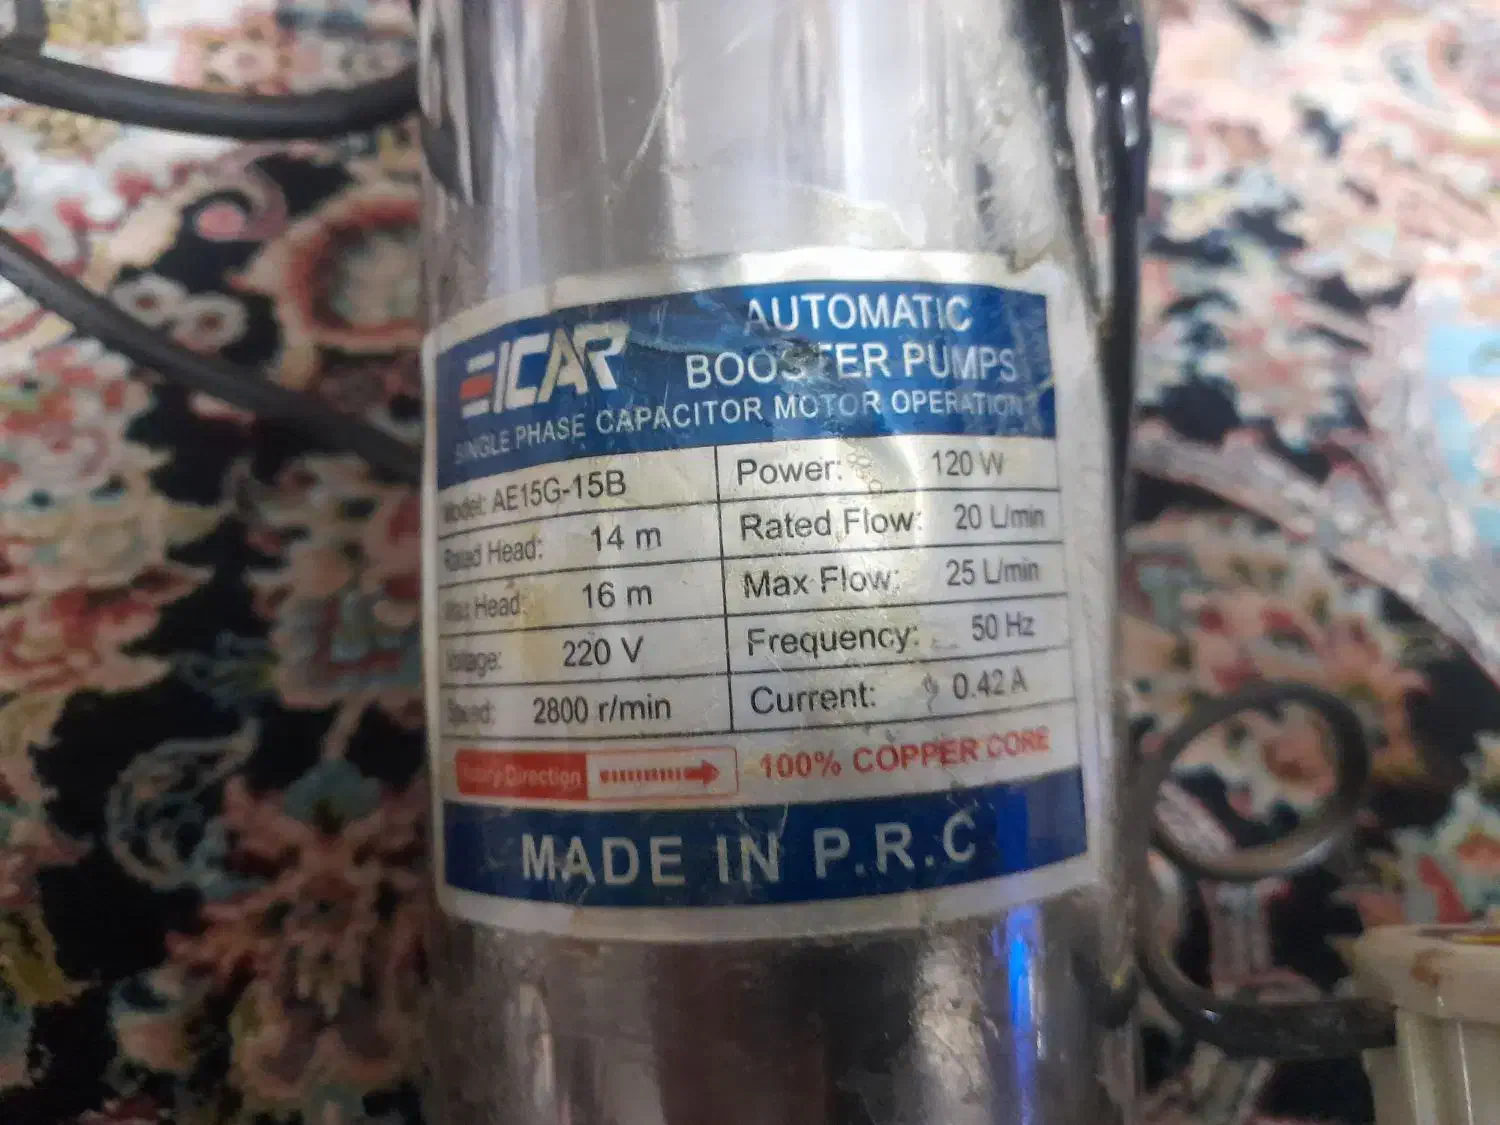 EICAR
AUTOMATIC
BOOSTER PUMPS
SINGLE PHASE CAPACITOR MOTOR OPERATION
Model: AE15G-15B Power: 120 W
Rated Head: 14 m Rated Flow: 20 L/min
Max Head: 16 m Max Flow: 25 L/min
Voltage: 220 V Frequency: 50 Hz
Speed: 2800 r/min Current: 0.42 A
Direction 100% COPPER CORE
MADE IN P.R.C